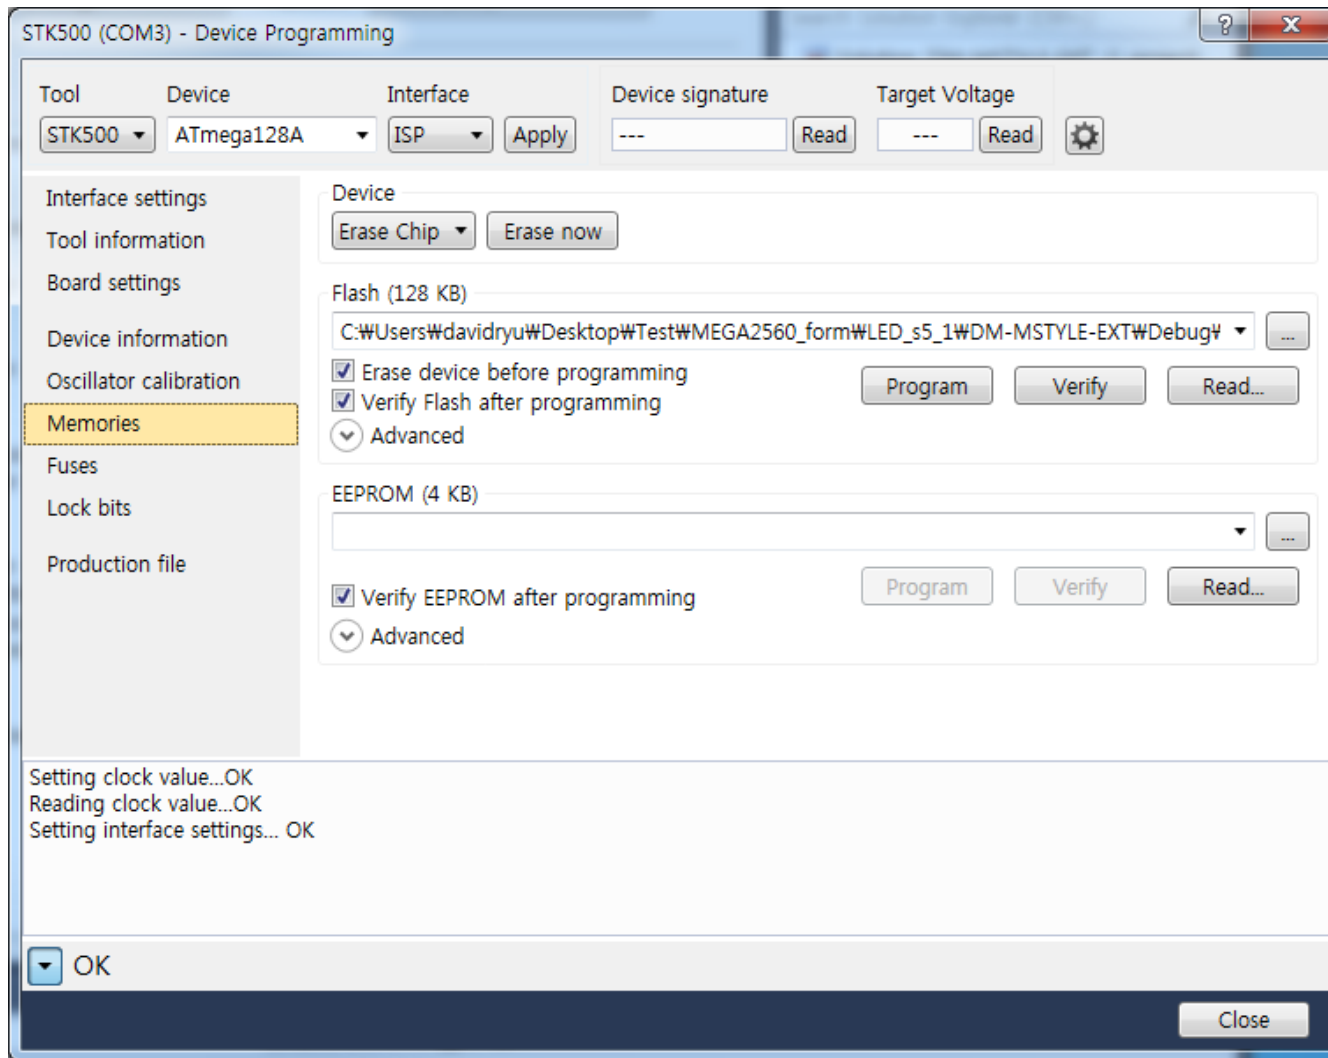 STK500 (COM3) - Device Programming
Tool Device Interface Device signature Target Voltage
STK500 ATmega128A ISP Apply --- Read --- Read
Interface settings
Tool information
Board settings
Device information
Oscillator calibration
Memories
Fuses
Lock bits
Production file
Device
Erase Chip Erase now
Flash (128 KB)
C:₩Users₩davidryu₩Desktop₩Test₩MEGA2560_form₩LED_s5_1₩DM-MSTYLE-EXT₩Debug₩ ...
Erase device before programming
Verify Flash after programming
Program Verify Read...
Advanced
EEPROM (4 KB)
...
Verify EEPROM after programming
Program Verify Read...
Advanced
Setting clock value...OK
Reading clock value...OK
Setting interface settings... OK
OK
Close